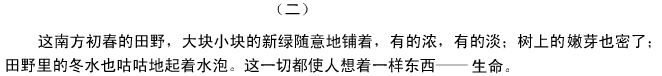 （二）
这南方初春的田野，大块小块的新绿随意地铺着，有的浓，有的淡；树上的嫩芽也密了；
田野里的冬水也咕咕地起着水泡。这一切都使人想着一样东西——生命。